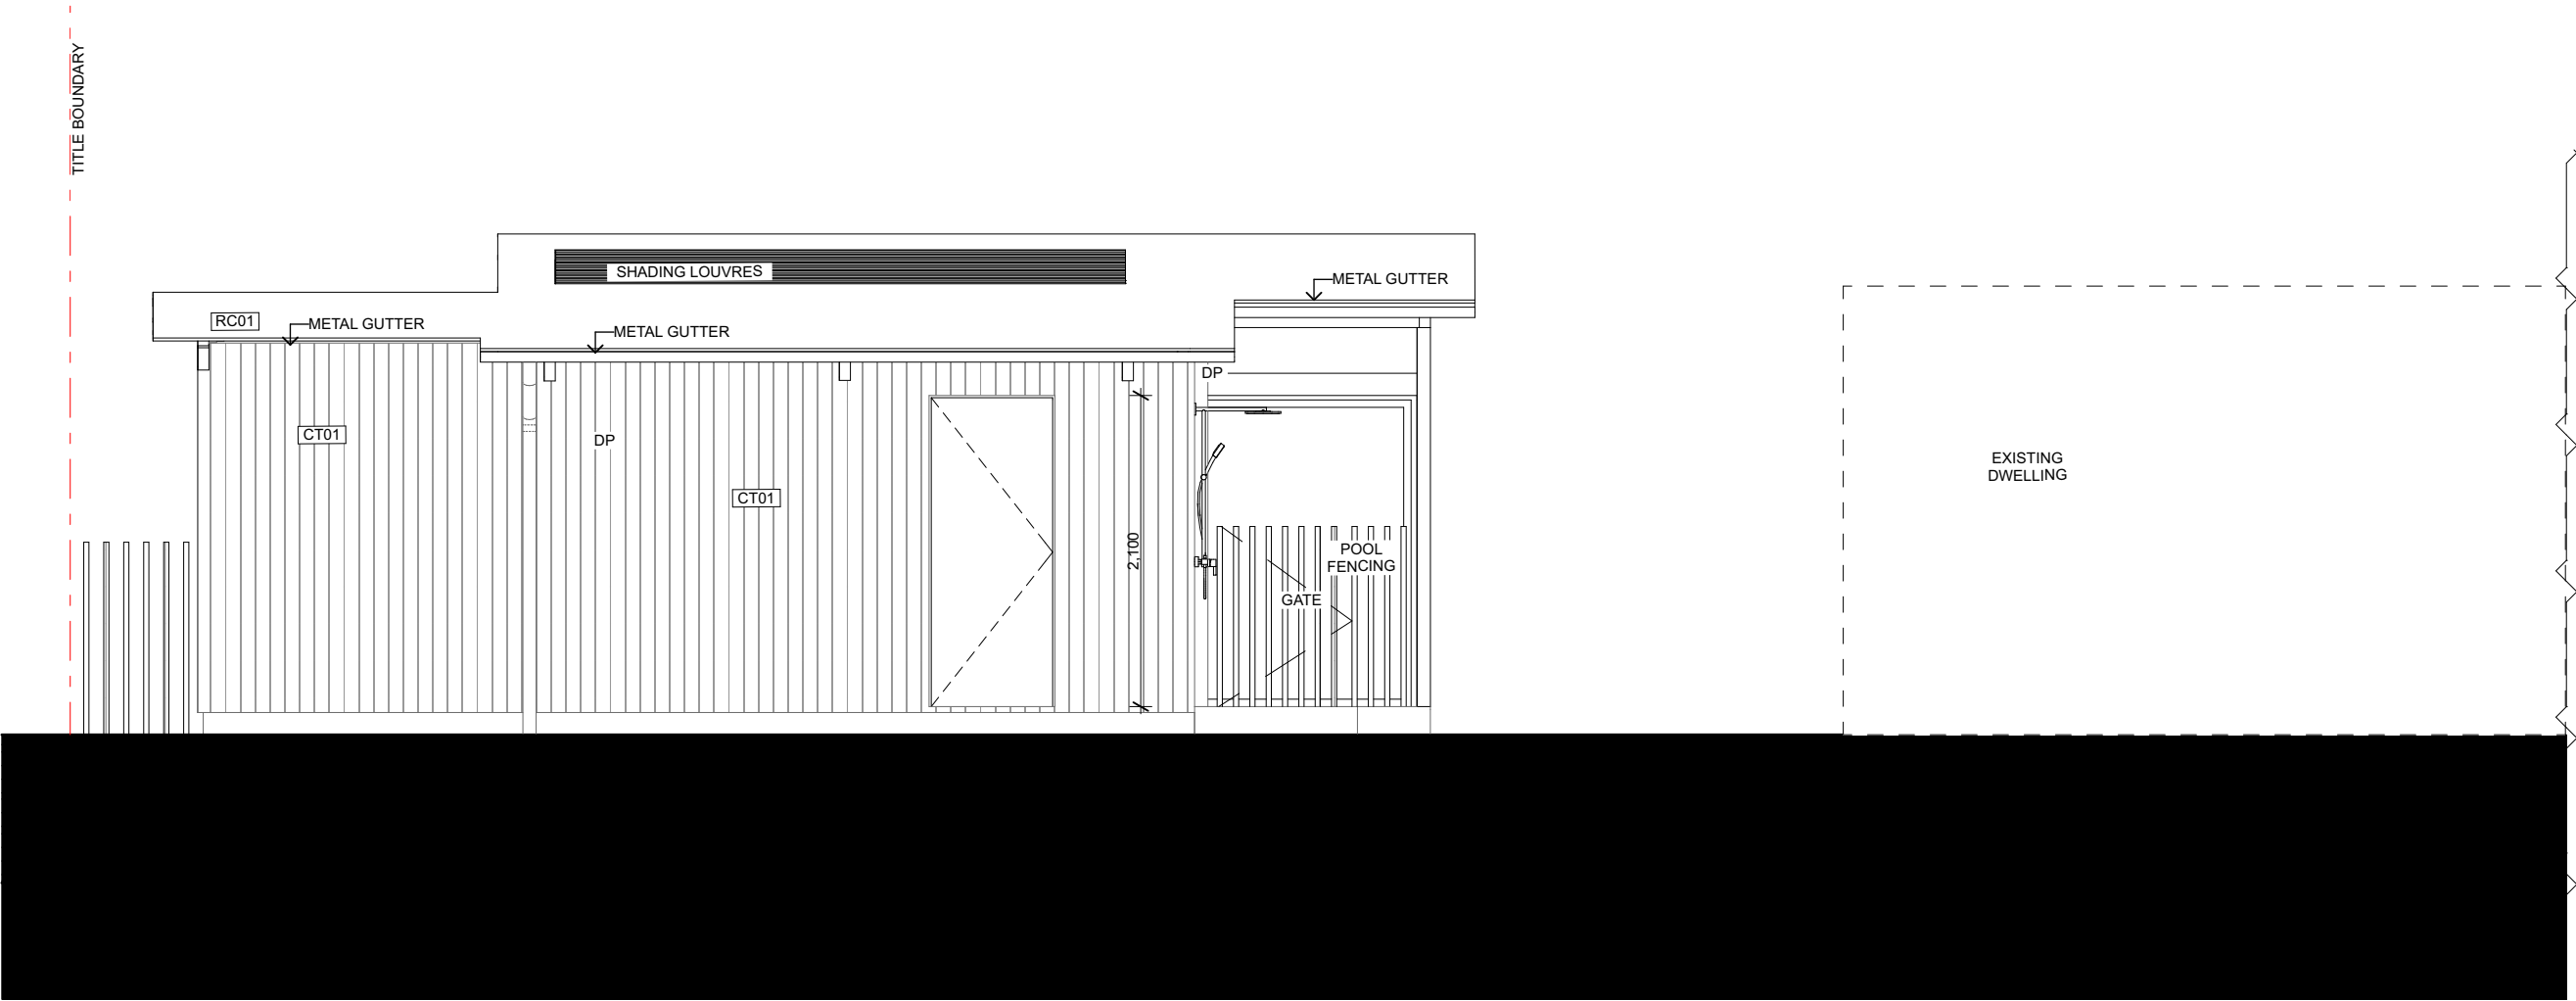 TITLE BOUNDARY
SHADING LOUVRES
METAL GUTTER
RC01
METAL GUTTER
METAL GUTTER
DP
CT01
DP
EXISTING
DWELLING
CT01
2,100
POOL
FENCING
GATE